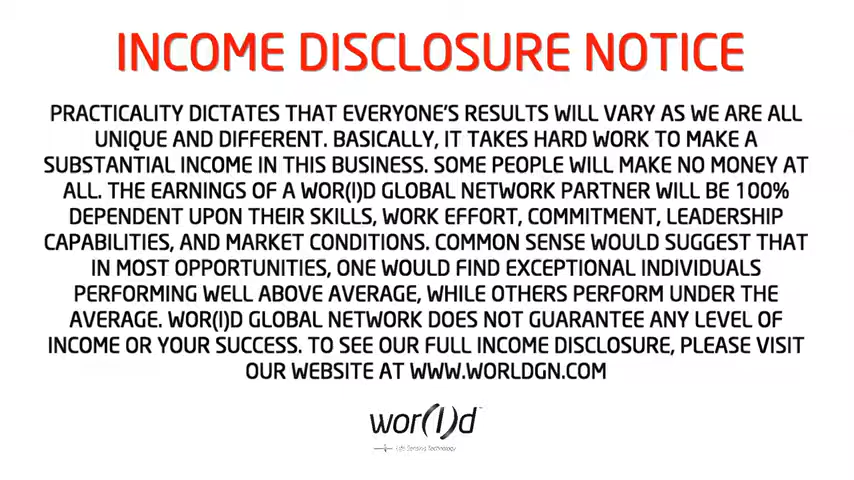 INCOME DISCLOSURE NOTICE
PRACTICALITY DICTATES THAT EVERYONE'S RESULTS WILL VARY AS WE ARE ALL
UNIQUE AND DIFFERENT. BASICALLY, IT TAKES HARD WORK TO MAKE A
SUBSTANTIAL INCOME IN THIS BUSINESS. SOME PEOPLE WILL MAKE NO MONEY AT
ALL. THE EARNINGS OF A WOR(I)D GLOBAL NETWORK PARTNER WILL BE 100%
DEPENDENT UPON THEIR SKILLS, WORK EFFORT, COMMITMENT, LEADERSHIP
CAPABILITIES, AND MARKET CONDITIONS. COMMON SENSE WOULD SUGGEST THAT
IN MOST OPPORTUNITIES, ONE WOULD FIND EXCEPTIONAL INDIVIDUALS
PERFORMING WELL ABOVE AVERAGE, WHILE OTHERS PERFORM UNDER THE
AVERAGE. WOR(I)D GLOBAL NETWORK DOES NOT GUARANTEE ANY LEVEL OF
INCOME OR YOUR SUCCESS. TO SEE OUR FULL INCOME DISCLOSURE, PLEASE VISIT
OUR WEBSITE AT WWW.WORLDGN.COM
wor(l)d™
Life Sensing Technology